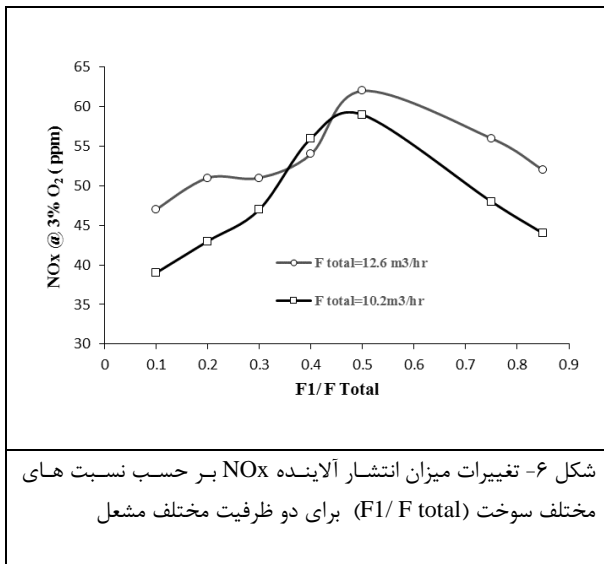 65
60
55
50
45
40
35
30
NOx @ 3% O₂ ( ppm)
F total=12.6 m3/hr
F total=10.2m3/hr
0 0.1 0.2 0.3 0.4 0.5 0.6 0.7 0.8 0.9
F1/ F Total
شکل ۶- تغییرات میزان انتشار آلاینده NOx بر حسب نسبت های
مختلف سوخت (F1/ F total) برای دو ظرفیت مختلف مشعل